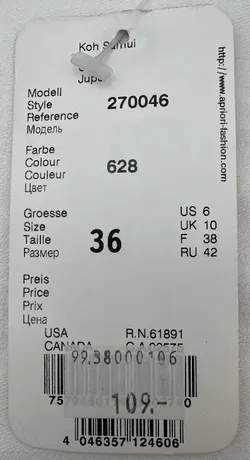 Koh Samui
Jupe
Modell
Style
Reference
Модель
270046
Farbe
Colour
Couleur
Цвет
628
Groesse
Size
Taille
Размер
36
US 6
UK 10
F 38
RU 42
Preis
Price
Prix
Цена
USA R.N.61891
CANADA C.A.
99.38000106
109.-
4 046357 124606
http://www.apriori-fashion.com/